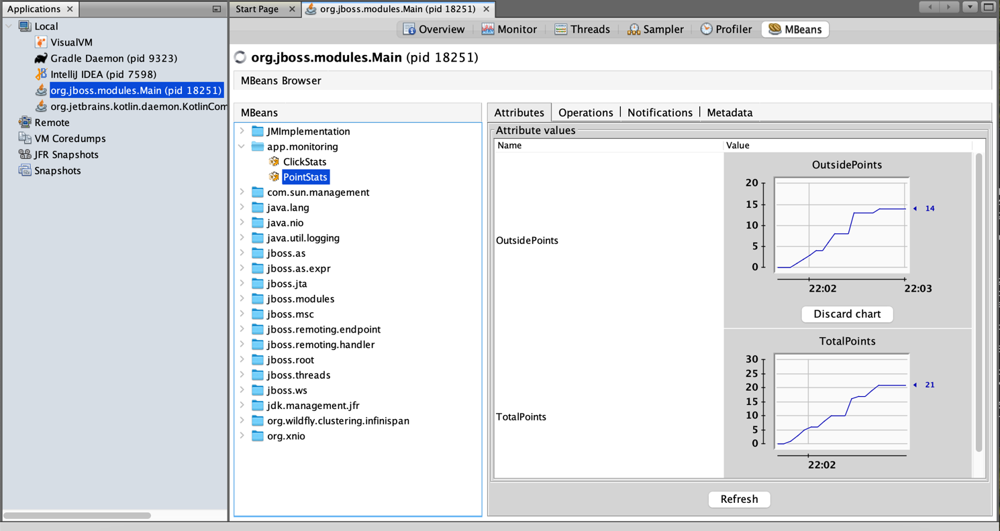 Applications
Start Page
org.jboss.modules.Main (pid 18251)
Local
VisualVM
Gradle Daemon (pid 9323)
IntelliJ IDEA (pid 7598)
org.jboss.modules.Main (pid 18251)
org.jetbrains.kotlin.daemon.KotlinCom
Remote
VM Coredumps
JFR Snapshots
Snapshots
Overview
Monitor
Threads
Sampler
Profiler
MBeans
org.jboss.modules.Main (pid 18251)
MBeans Browser
MBeans
JMImplementation
app.monitoring
ClickStats
PointStats
com.sun.management
java.lang
java.nio
java.util.logging
jboss.as
jboss.as.expr
jboss.jta
jboss.modules
jboss.msc
jboss.remoting.endpoint
jboss.remoting.handler
jboss.root
jboss.threads
jboss.ws
jdk.management.jfr
org.wildfly.clustering.infinispan
org.xnio
Attributes
Operations
Notifications
Metadata
Attribute values
Name
Value
OutsidePoints
OutsidePoints
20
15
10
5
0
14
22:02
22:03
Discard chart
TotalPoints
TotalPoints
30
25
20
15
10
5
0
21
22:02
Refresh